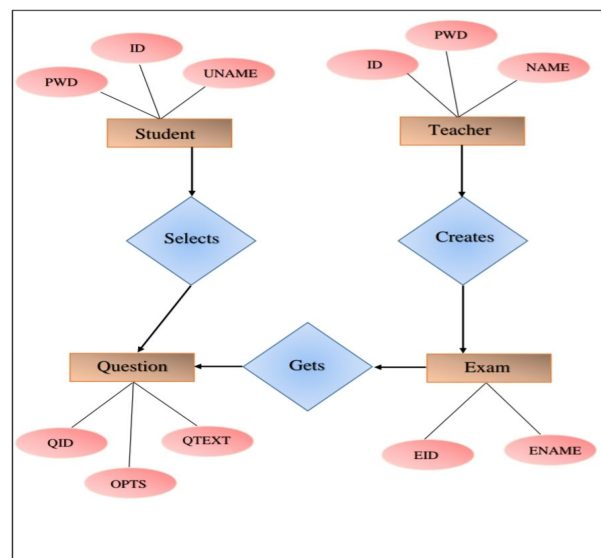 ID
PWD
UNAME
Student
PWD
ID
NAME
Teacher
Selects
Creates
Question
Gets
Exam
QID
QTEXT
OPTS
EID
ENAME